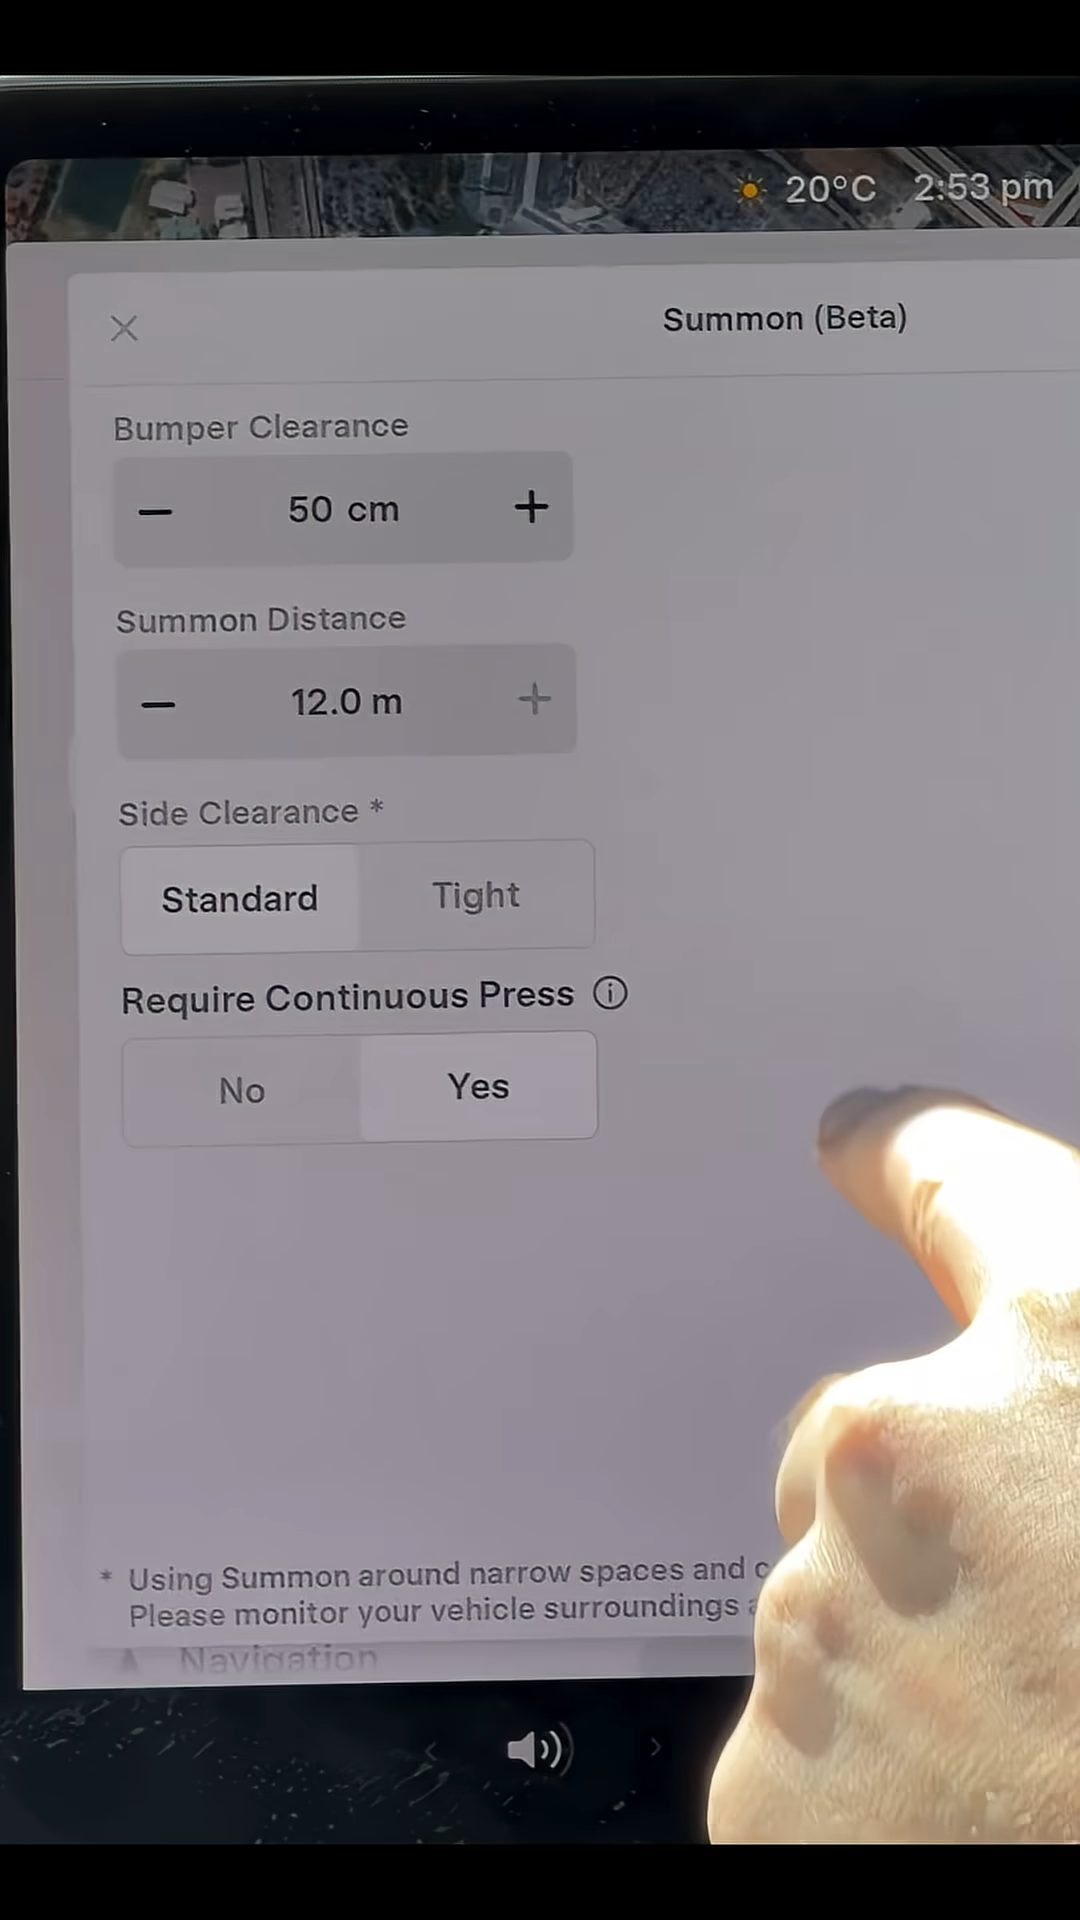 20°C 2:53 pm
Summon (Beta)
Bumper Clearance
50 cm
Summon Distance
12.0 m
Side Clearance *
Standard Tight
Require Continuous Press
No Yes
* Using Summon around narrow spaces and
Please monitor your vehicle surroundings
Navigation